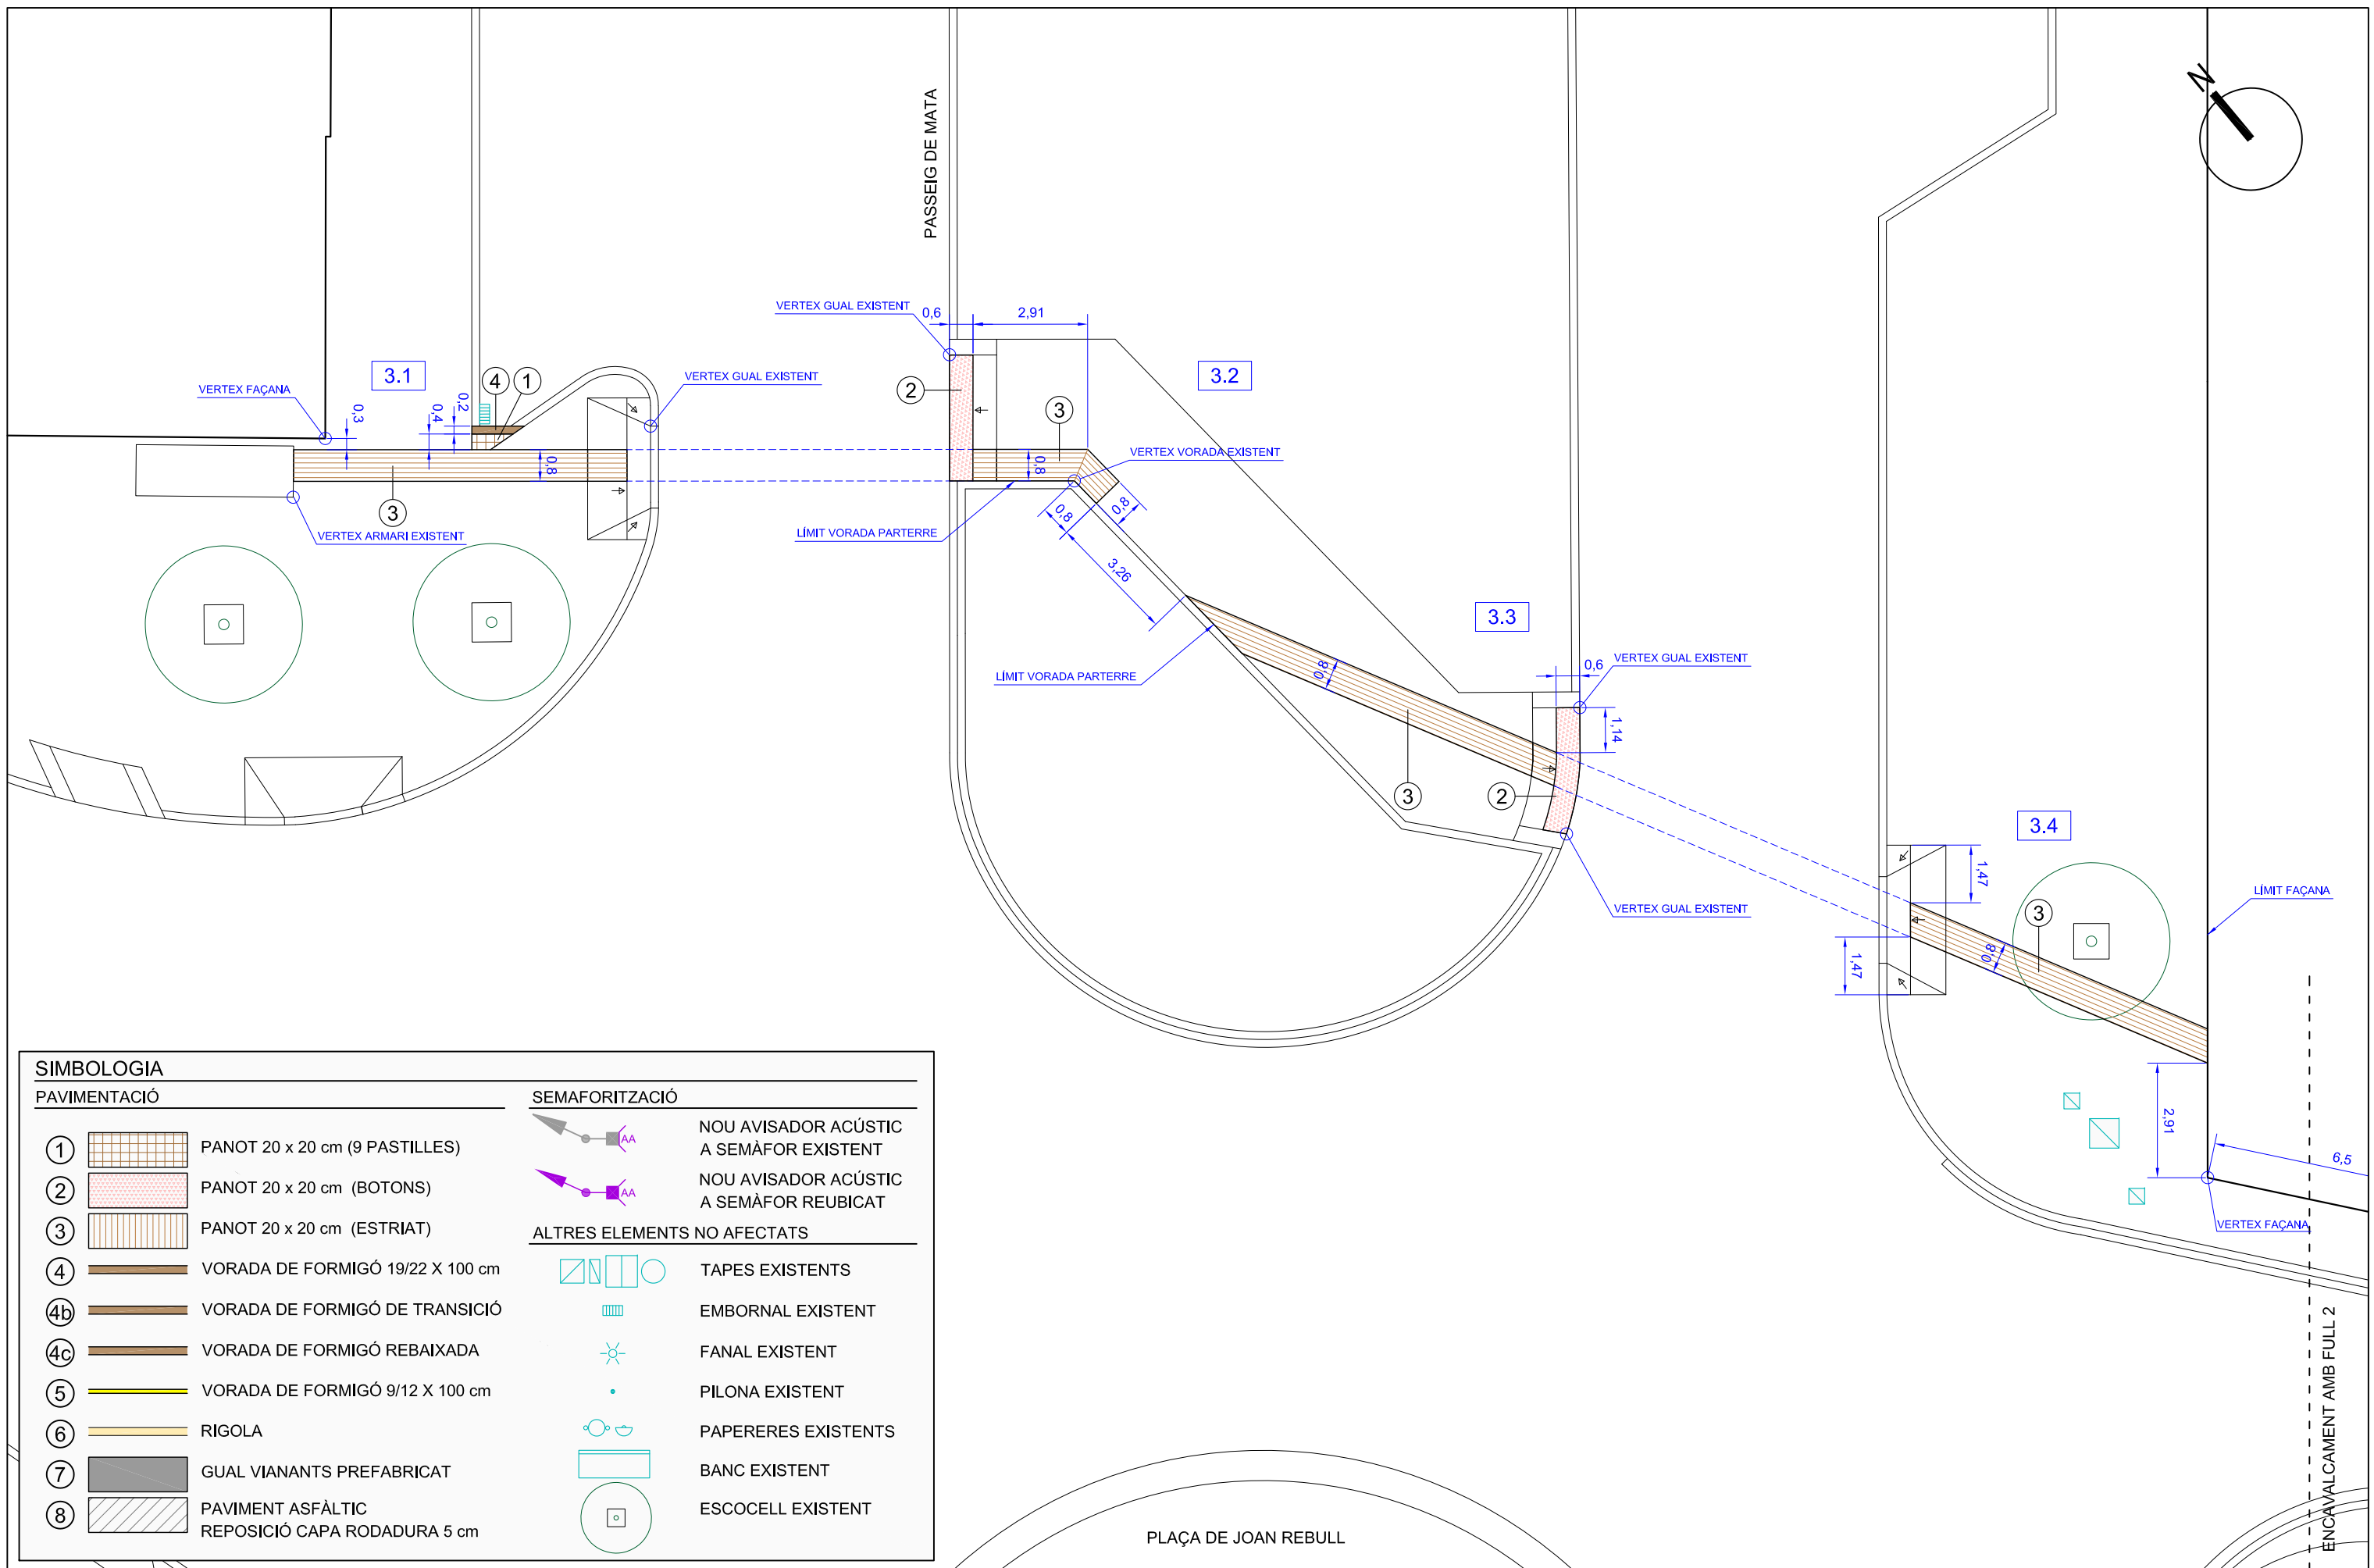 N
PASSEIG DE MATA
VERTEX GUAL EXISTENT
0,6
2,91
3.1
4
1
VERTEX GUAL EXISTENT
2
3.2
VERTEX FAÇANA
0,3
0,4
0,2
3
VERTEX VORADA EXISTENT
0,8
0,8
3
VERTEX ARMARI EXISTENT
LÍMIT VORADA PARTERRE
0,8
0,8
3,26
3.3
LÍMIT VORADA PARTERRE
0,8
0,6
VERTEX GUAL EXISTENT
1,14
3
2
3.4
VERTEX GUAL EXISTENT
1,47
1,47
3
0,8
LÍMIT FAÇANA
2,91
6,5
VERTEX FAÇANA
ENCAVALCAMENT AMB FULL 2
PLAÇA DE JOAN REBULL
SIMBOLOGIA
PAVIMENTACIÓ
1 PANOT 20 x 20 cm (9 PASTILLES)
2 PANOT 20 x 20 cm (BOTONS)
3 PANOT 20 x 20 cm (ESTRIAT)
4 VORADA DE FORMIGÓ 19/22 X 100 cm
4b VORADA DE FORMIGÓ DE TRANSICIÓ
4c VORADA DE FORMIGÓ REBAIXADA
5 VORADA DE FORMIGÓ 9/12 X 100 cm
6 RIGOLA
7 GUAL VIANANTS PREFABRICAT
8 PAVIMENT ASFÀLTIC
REPOSICIÓ CAPA RODADURA 5 cm
SEMAFORITZACIÓ
AA NOU AVISADOR ACÚSTIC
A SEMÀFOR EXISTENT
AA NOU AVISADOR ACÚSTIC
A SEMÀFOR REUBICAT
ALTRES ELEMENTS NO AFECTATS
TAPES EXISTENTS
EMBORNAL EXISTENT
FANAL EXISTENT
PILONA EXISTENT
PAPERERES EXISTENTS
BANC EXISTENT
ESCOCELL EXISTENT